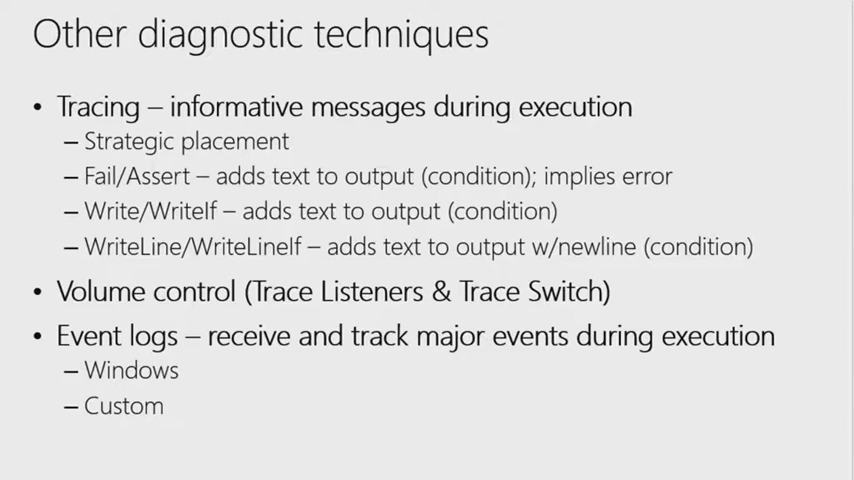 Other diagnostic techniques
• Tracing – informative messages during execution
– Strategic placement
– Fail/Assert – adds text to output (condition); implies error
– Write/WriteIf – adds text to output (condition)
– WriteLine/WriteLineIf – adds text to output w/newline (condition)
• Volume control (Trace Listeners & Trace Switch)
• Event logs – receive and track major events during execution
– Windows
– Custom